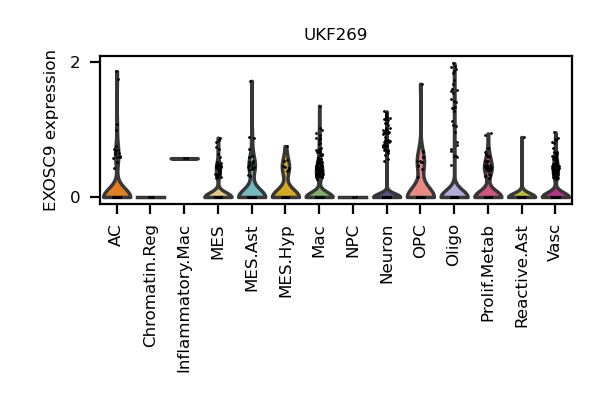 UKF269
EXOSC9 expression
2
0
AC
Chromatin.Reg
Inflammatory.Mac
MES
MES.Ast
MES.Hyp
Mac
NPC
Neuron
OPC
Oligo
Prolif.Metab
Reactive.Ast
Vasc